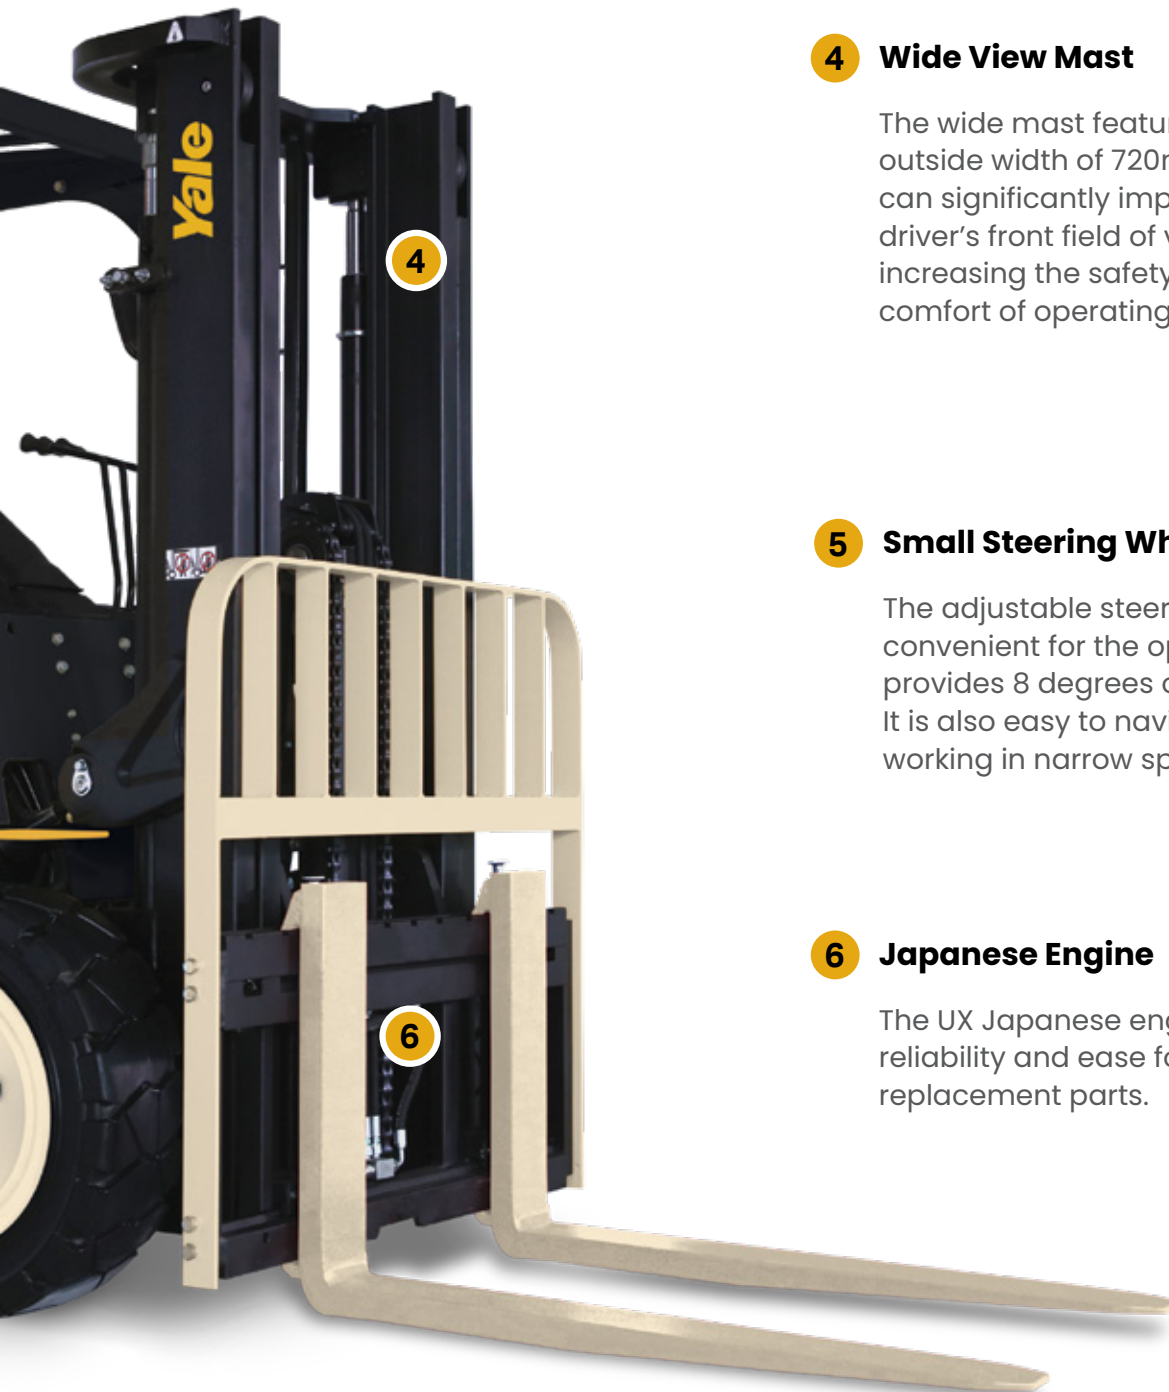 Yale
4
6
4 Wide View Mast
The wide mast featu
outside width of 720
can significantly imp
driver's front field of
increasing the safety
comfort of operating
5 Small Steering Wh
The adjustable steer
convenient for the op
provides 8 degrees
It is also easy to navi
working in narrow sp
6 Japanese Engine
The UX Japanese eng
reliability and ease fo
replacement parts.